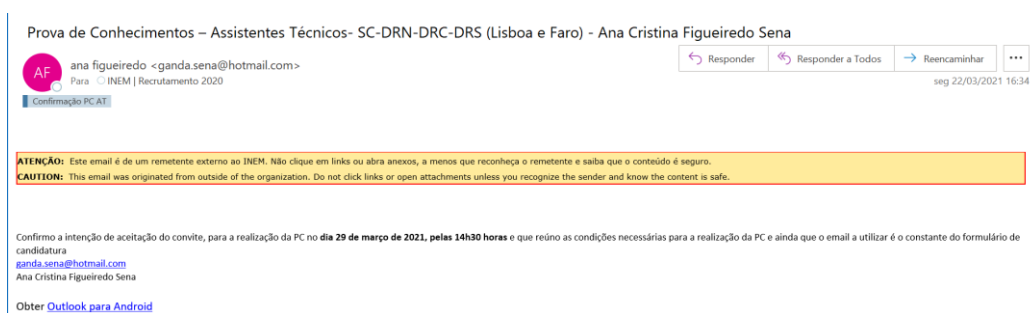 Prova de Conhecimentos – Assistentes Técnicos- SC-DRN-DRC-DRS (Lisboa e Faro) - Ana Cristina Figueiredo Sena
AF
ana figueiredo <ganda.sena@hotmail.com>
Para INEM | Recrutamento 2020
Responder
Responder a Todos
Reencaminhar
seg 22/03/2021 16:34
Confirmação PC AT
ATENÇÃO: Este email é de um remetente externo ao INEM. Não clique em links ou abra anexos, a menos que reconheça o remetente e saiba que o conteúdo é seguro.
CAUTION: This email was originated from outside of the organization. Do not click links or open attachments unless you recognize the sender and know the content is safe.
Confirmo a intenção de aceitação do convite, para a realização da PC no dia 29 de março de 2021, pelas 14h30 horas e que reúno as condições necessárias para a realização da PC e ainda que o email a utilizar é o constante do formulário de
candidatura
ganda.sena@hotmail.com
Ana Cristina Figueiredo Sena
Obter Outlook para Android